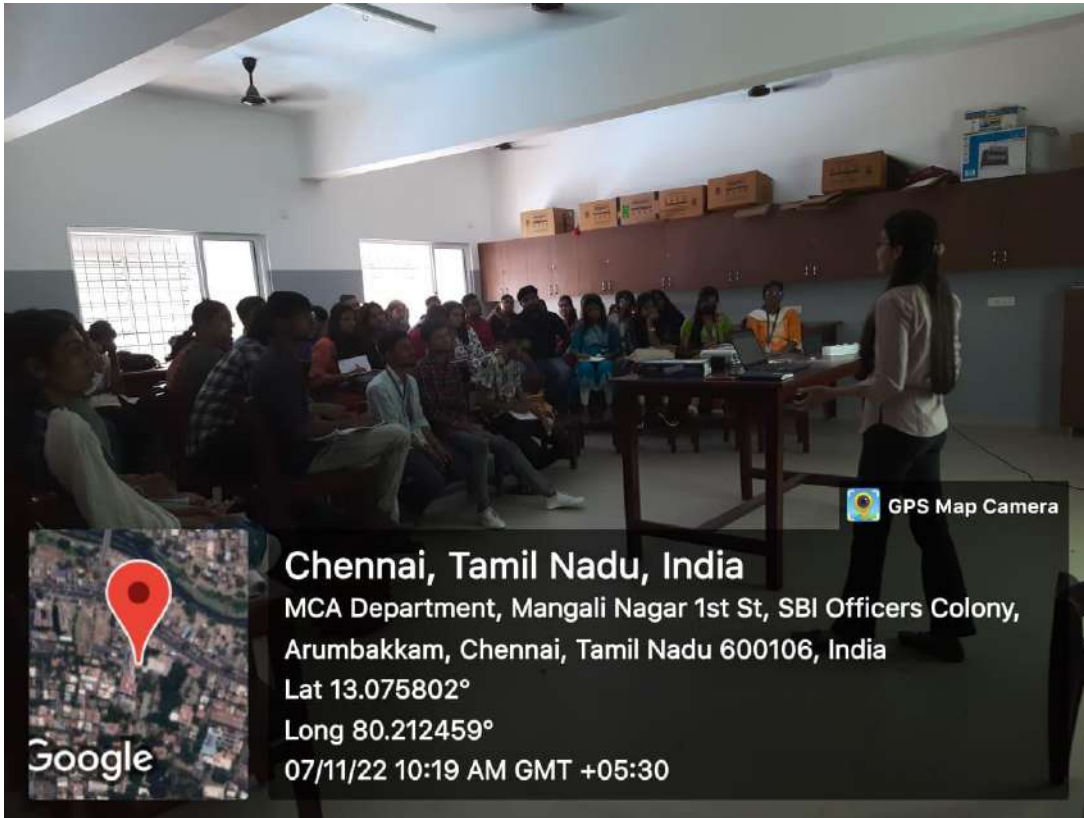 GPS Map Camera
Chennai, Tamil Nadu, India
MCA Department, Mangali Nagar 1st St, SBI Officers Colony,
Arumbakkam, Chennai, Tamil Nadu 600106, India
Lat 13.075802°
Long 80.212459°
07/11/22 10:19 AM GMT +05:30
Google